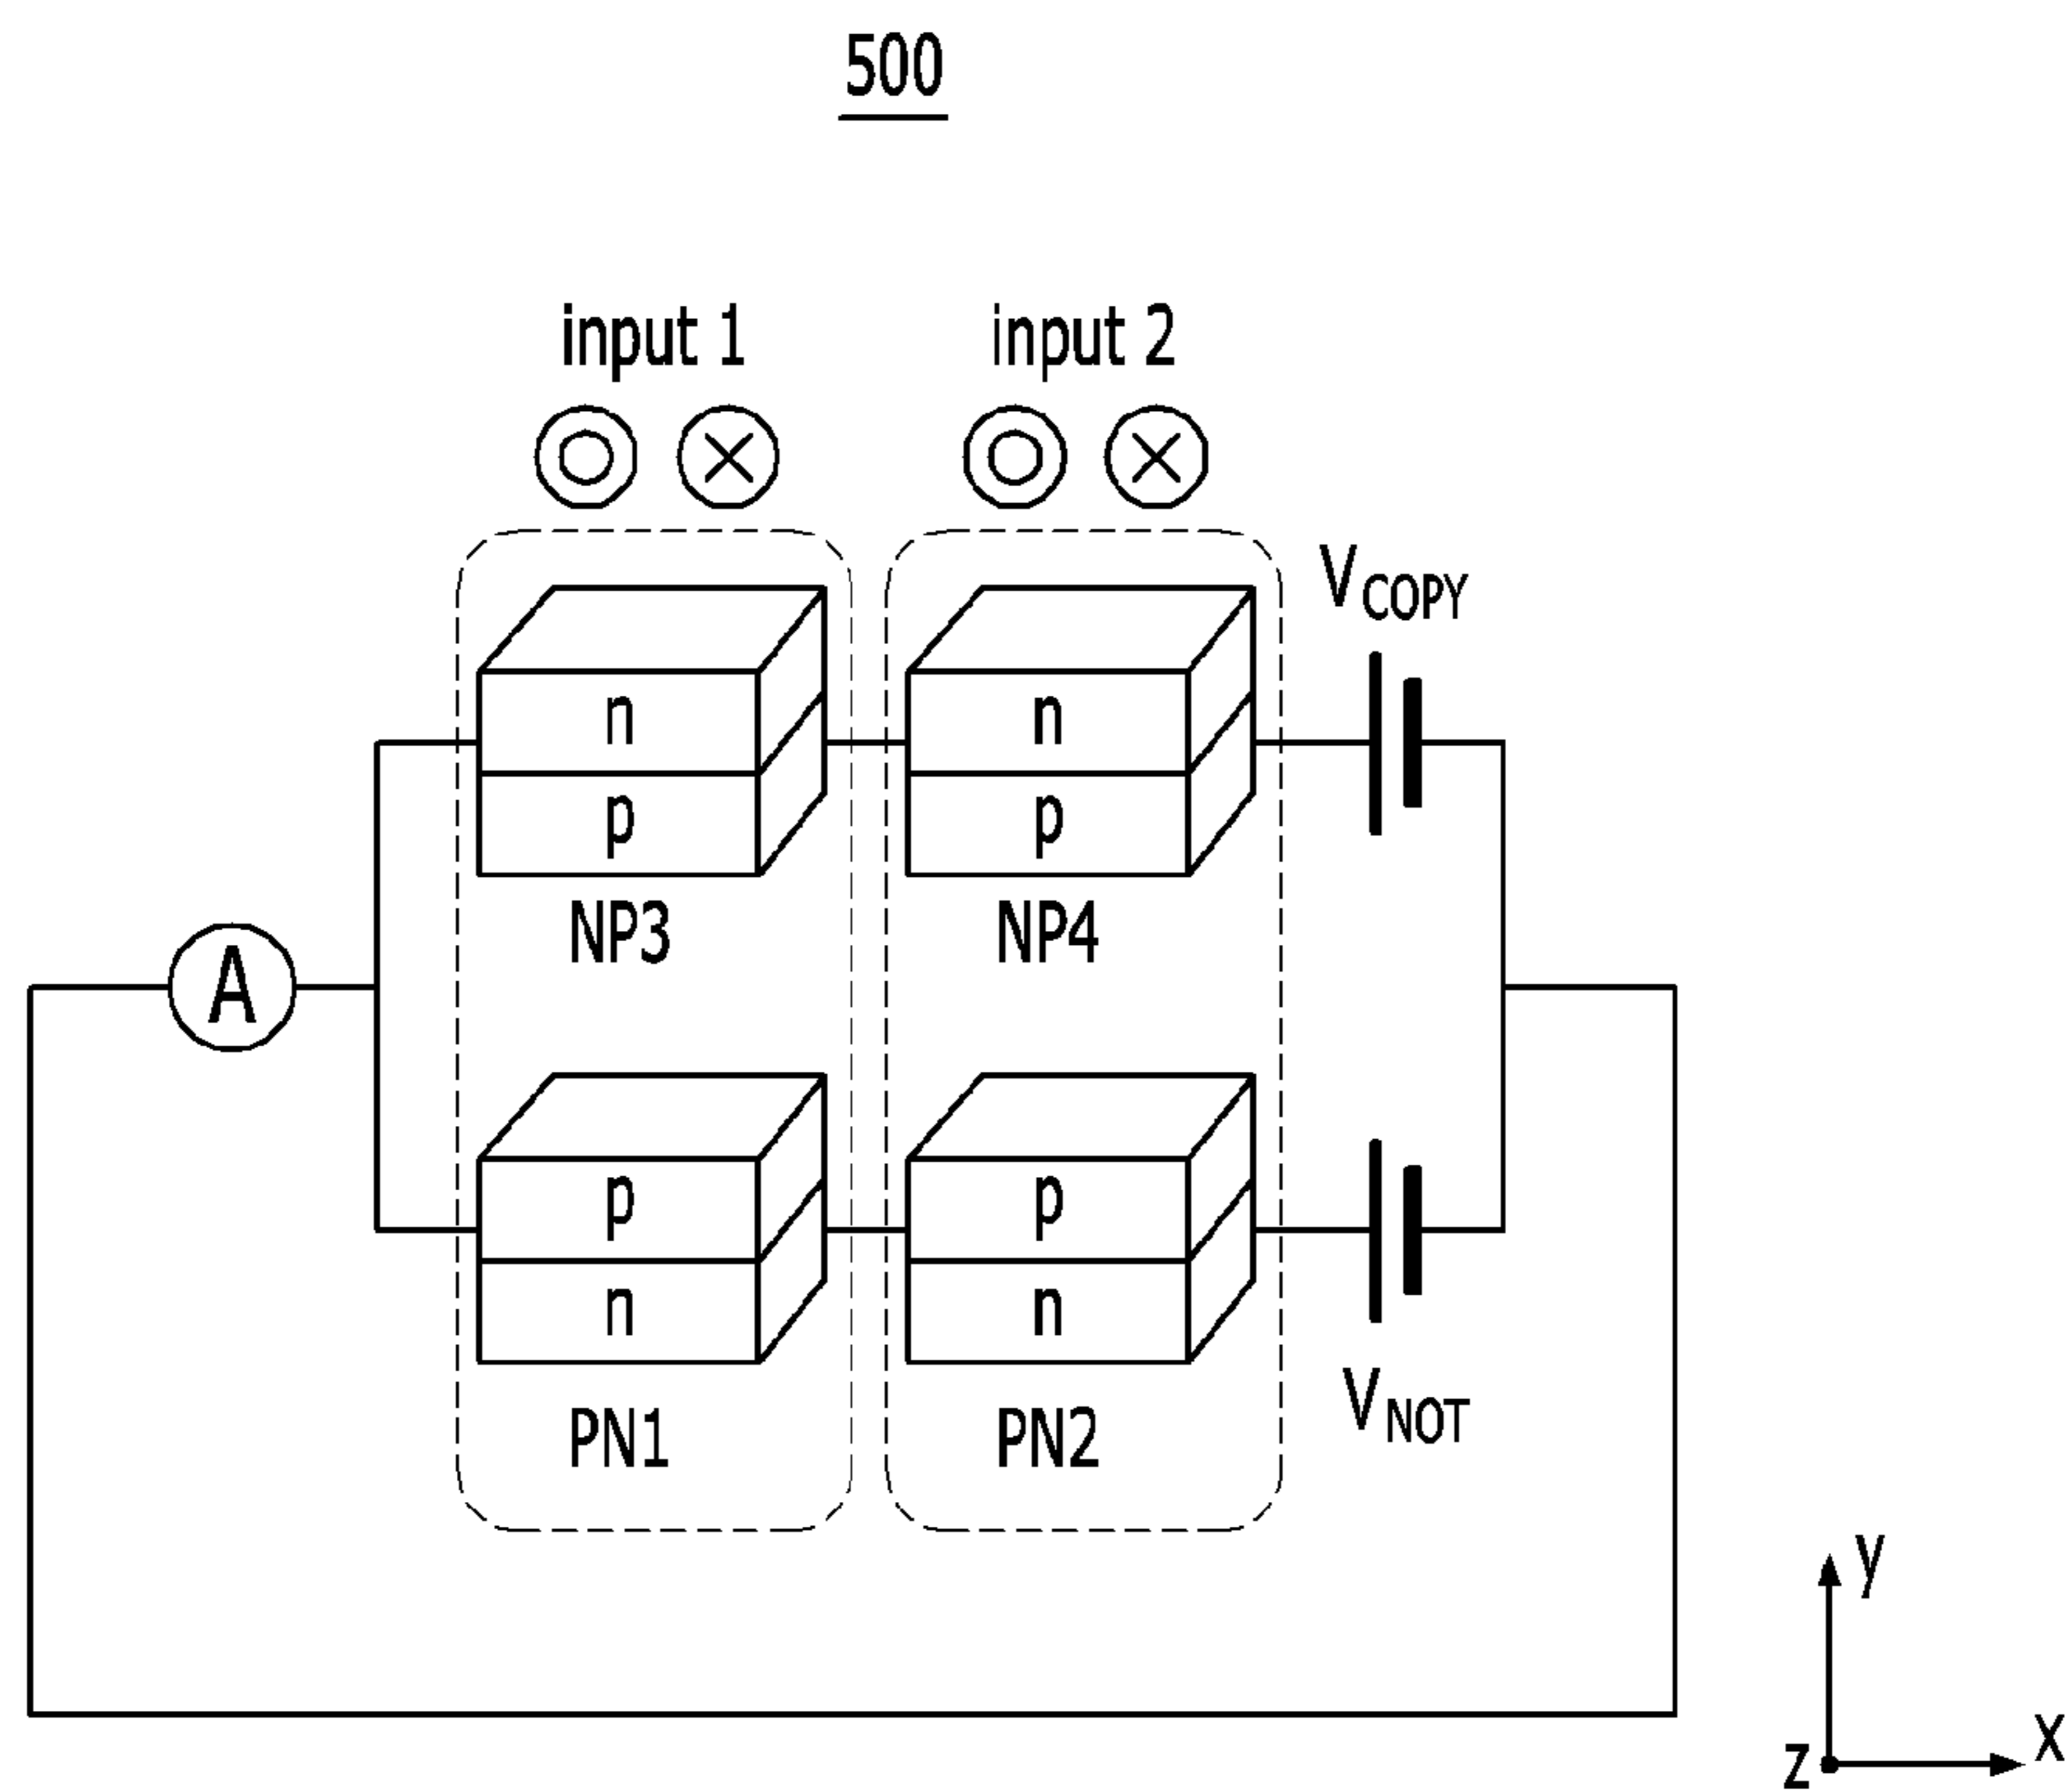 500
input 1 input 2
V_COPY
n n
p p
NP3 NP4
A
p p
n n
V_NOT
PN1 PN2
y
x
z